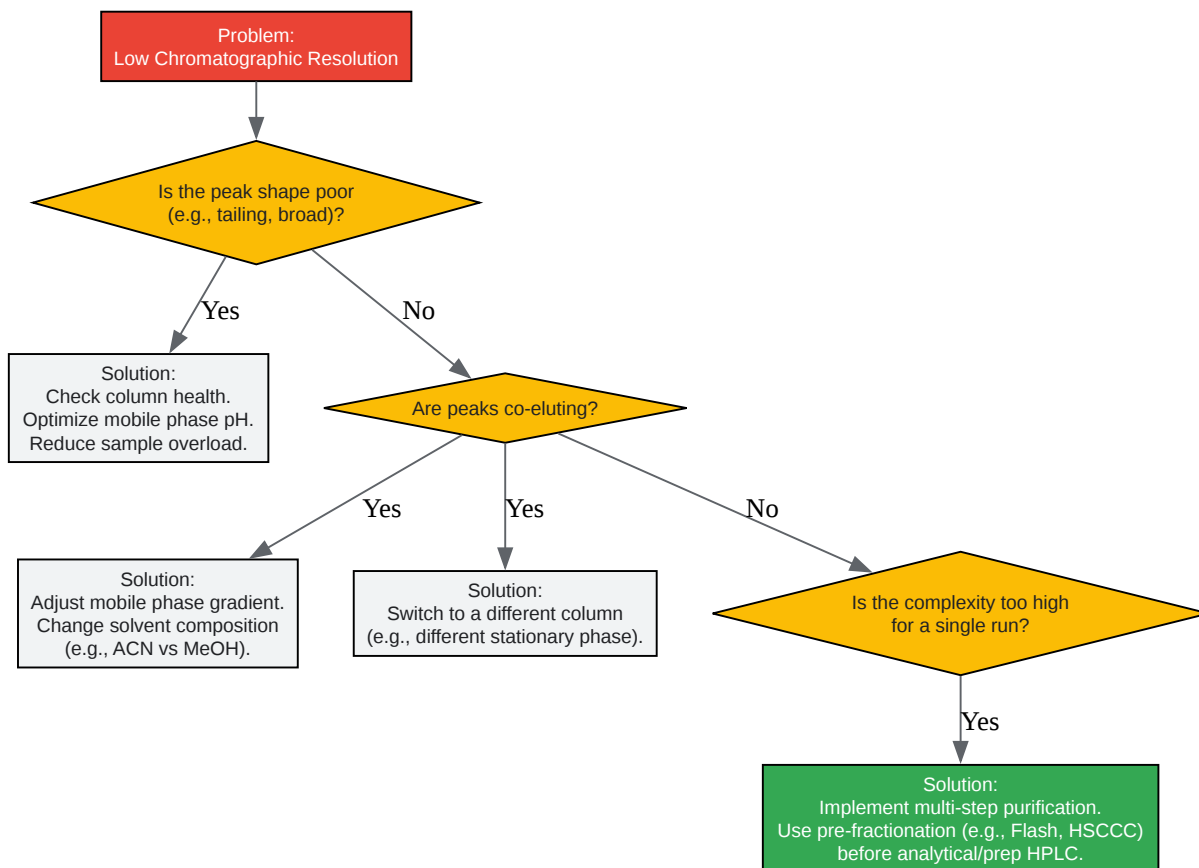 Problem:
Low Chromatographic Resolution
Is the peak shape poor
(e.g., tailing, broad)?
Yes
No
Solution:
Check column health.
Optimize mobile phase pH.
Reduce sample overload.
Are peaks co-eluting?
Yes
Yes
No
Solution:
Adjust mobile phase gradient.
Change solvent composition
(e.g., ACN vs MeOH).
Solution:
Switch to a different column
(e.g., different stationary phase).
Is the complexity too high
for a single run?
Yes
Solution:
Implement multi-step purification.
Use pre-fractionation (e.g., Flash, HSCCC)
before analytical/prep HPLC.